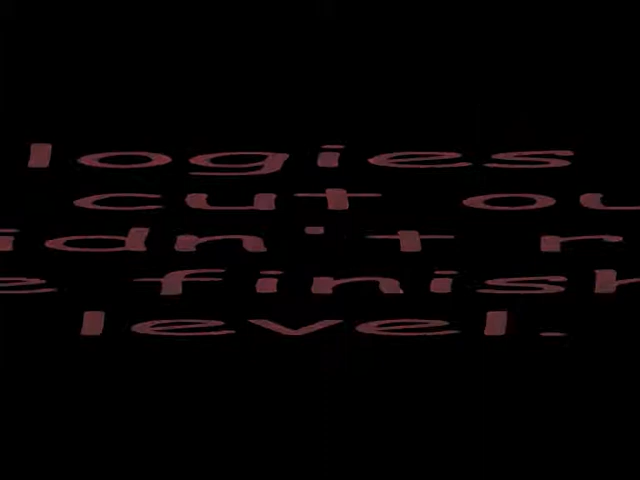 logies
cut ou
idn't r
e finish
level.